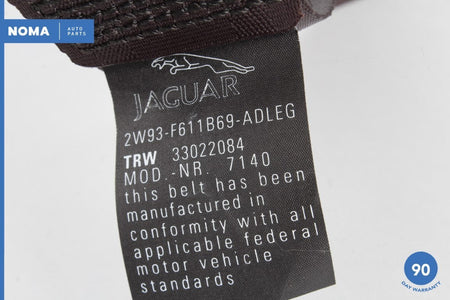 NOMA AUTO PARTS
JAGUAR
2W93-F611B69-ADLEG
TRW 33022084
MOD.-NR. 7140
this belt has been
manufactured in
conformity with all
applicable federal
motor vehicle
standards
90
DAY WARRANTY